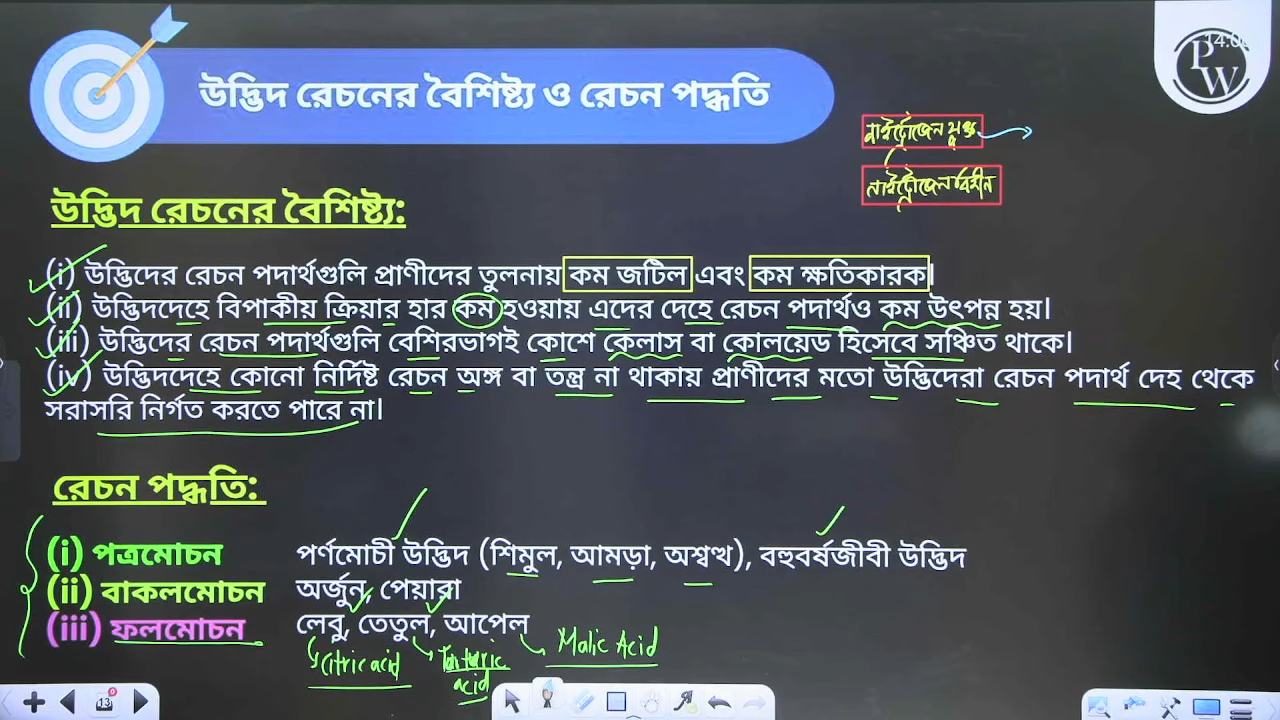 উদ্ভিদ রেচনের বৈশিষ্ট্য ও রেচন পদ্ধতি
PW
নাইট্রোজেন যুক্ত
নাইট্রোজেনবিহীন
উদ্ভিদ রেচনের বৈশিষ্ট্য:
(i) উদ্ভিদের রেচন পদার্থগুলি প্রাণীদের তুলনায় কম জটিল এবং কম ক্ষতিকারক।
(ii) উদ্ভিদদেহে বিপাকীয় ক্রিয়ার হার কম হওয়ায় এদের দেহে রেচন পদার্থও কম উৎপন্ন হয়।
(iii) উদ্ভিদের রেচন পদার্থগুলি বেশিরভাগই কোশে কেলাস বা কোলয়েড হিসেবে সঞ্চিত থাকে।
(iv) উদ্ভিদদেহে কোনো নির্দিষ্ট রেচন অঙ্গ বা তন্ত্র না থাকায় প্রাণীদের মতো উদ্ভিদেরা রেচন পদার্থ দেহ থেকে
সরাসরি নির্গত করতে পারে না।
রেচন পদ্ধতি:
(i) পত্রমোচন পর্ণমোচী উদ্ভিদ (শিমুল, আমড়া, অশ্বত্থ), বহুবর্ষজীবী উদ্ভিদ
(ii) বাকলমোচন অর্জুন, পেয়ারা
(iii) ফলমোচন লেবু, তেতুল, আপেল
Citric acid
Tartaric
acid
Malic Acid
13